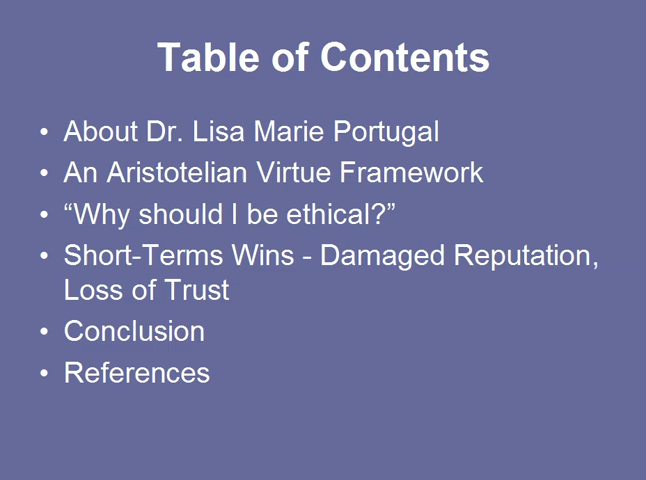 Table of Contents
• About Dr. Lisa Marie Portugal
• An Aristotelian Virtue Framework
• “Why should I be ethical?”
• Short-Terms Wins - Damaged Reputation,
Loss of Trust
• Conclusion
• References